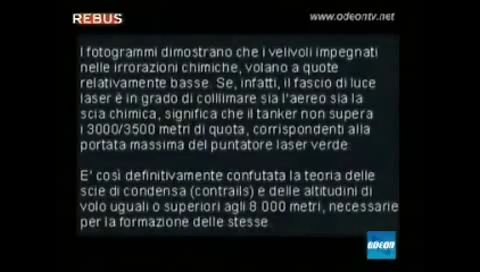 REBUS
www.odeontv.net
I fotogrammi dimostrano che i velivoli impegnati
nelle irrorazioni chimiche, volano a quote
relativamente basse. Se, infatti, il fascio di luce
laser è in grado di colllimare sia l'aereo sia la
scia chimica, significa che il tanker non supera
i 3000/3500 metri di quota, corrispondenti alla
portata massima del puntatore laser verde.
E' così definitivamente confutata la teoria delle
scie di condensa (contrails) e delle altitudini di
volo uguali o superiori agli 8.000 metri, necessarie
per la formazione delle stesse.
ODEON